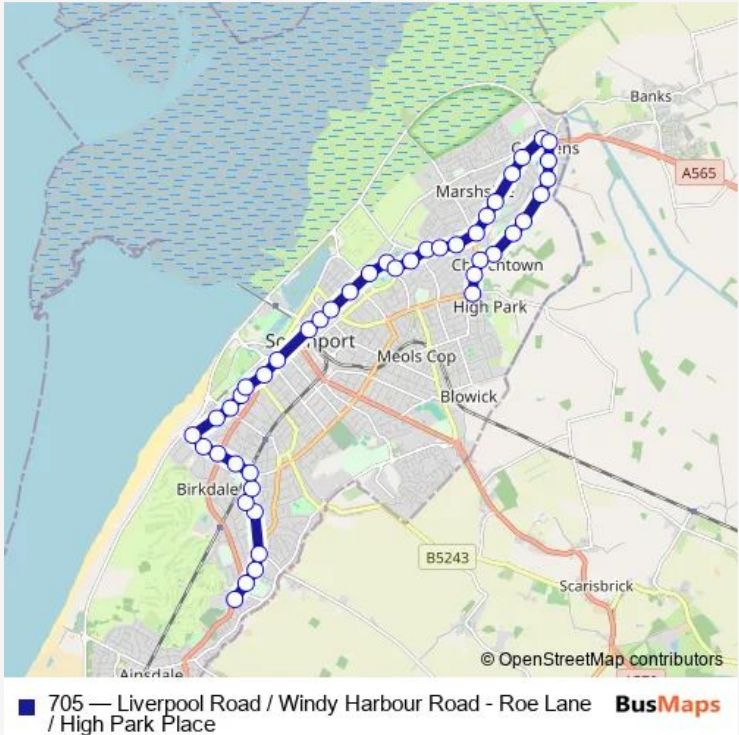 Banks
A565
Marshs
Churchtown
High Park
Southport
Meols Cop
Blowick
Birkdale
B5243
Scarisbrick
© OpenStreetMap contributors
Ainsdale
705 — Liverpool Road / Windy Harbour Road - Roe Lane
/ High Park Place
BusMaps